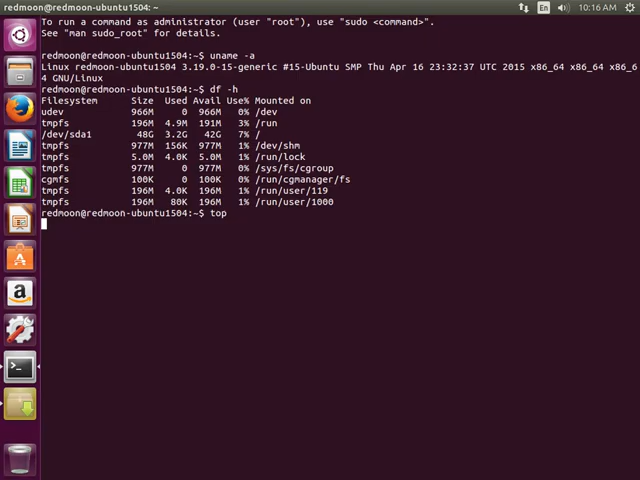 redmoon@redmoon-ubuntu1504: ~
En
10:16 AM
To run a command as administrator (user "root"), use "sudo <command>".
See "man sudo_root" for details.
redmoon@redmoon-ubuntu1504:~$ uname -a
Linux redmoon-ubuntu1504 3.19.0-15-generic #15-Ubuntu SMP Thu Apr 16 23:32:37 UTC 2015 x86_64 x86_64 x86_6
4 GNU/Linux
redmoon@redmoon-ubuntu1504:~$ df -h
Filesystem Size Used Avail Use% Mounted on
udev 966M 0 966M 0% /dev
tmpfs 196M 4.9M 191M 3% /run
/dev/sda1 48G 3.2G 42G 7% /
tmpfs 977M 156K 977M 1% /dev/shm
tmpfs 5.0M 4.0K 5.0M 1% /run/lock
tmpfs 977M 0 977M 0% /sys/fs/cgroup
cgmfs 100K 0 100K 0% /run/cgmanager/fs
tmpfs 196M 4.0K 196M 1% /run/user/119
tmpfs 196M 80K 196M 1% /run/user/1000
redmoon@redmoon-ubuntu1504:~$ top